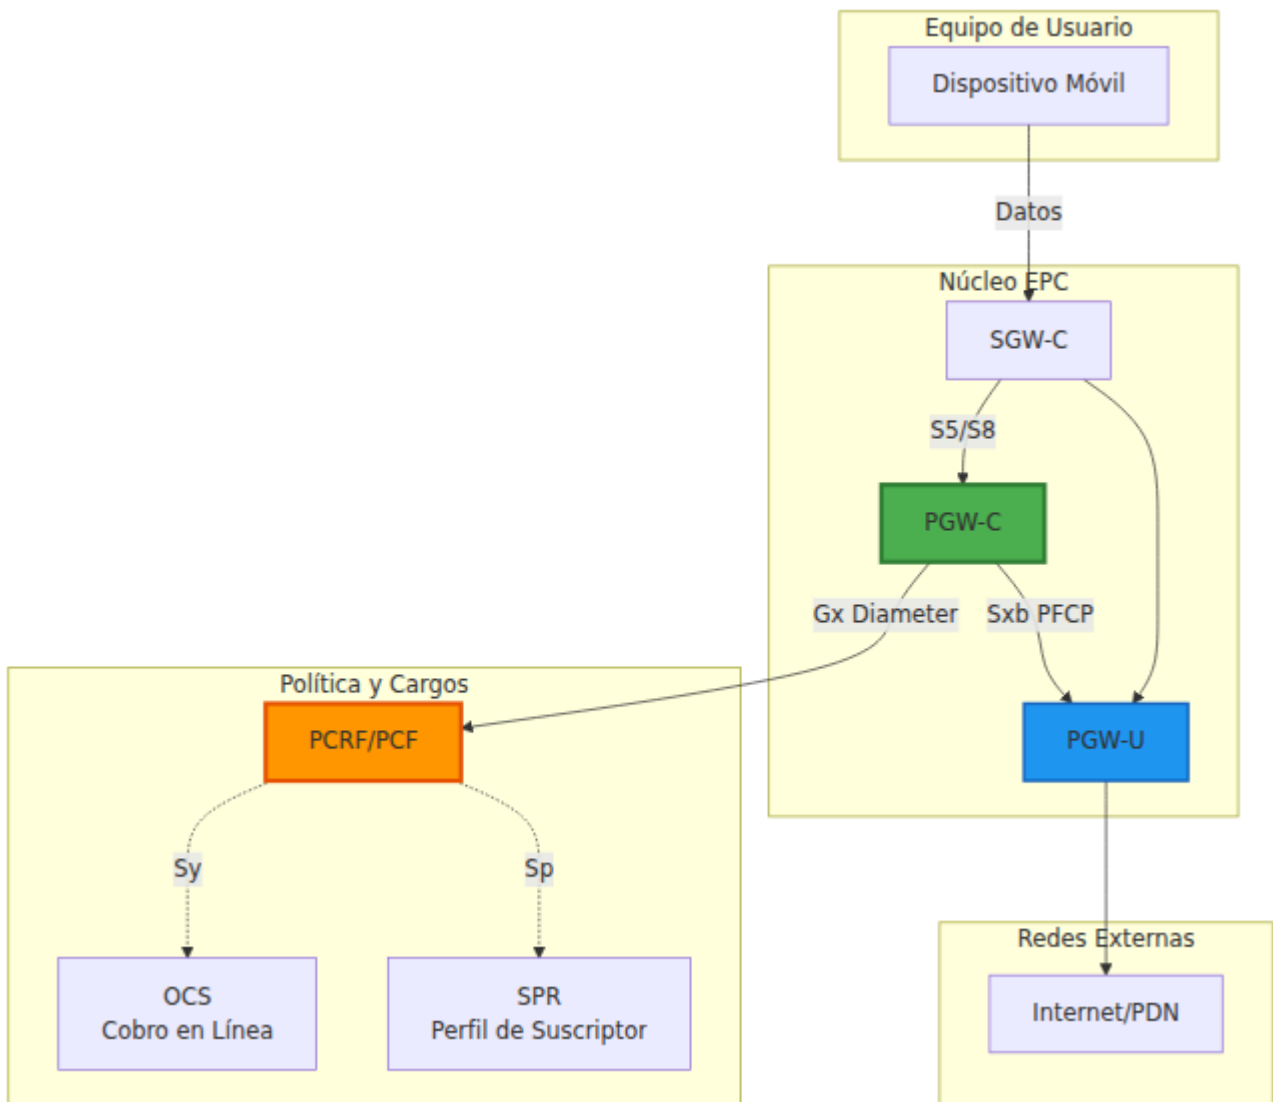 Equipo de Usuario
Dispositivo Móvil
Datos
Núcleo EPC
SGW-C
S5/S8
PGW-C
Gx Diameter
Sxb PFCP
Política y Cargos
PCRF/PCF
PGW-U
Sy
Sp
Redes Externas
OCS
Cobro en Línea
SPR
Perfil de Suscriptor
Internet/PDN